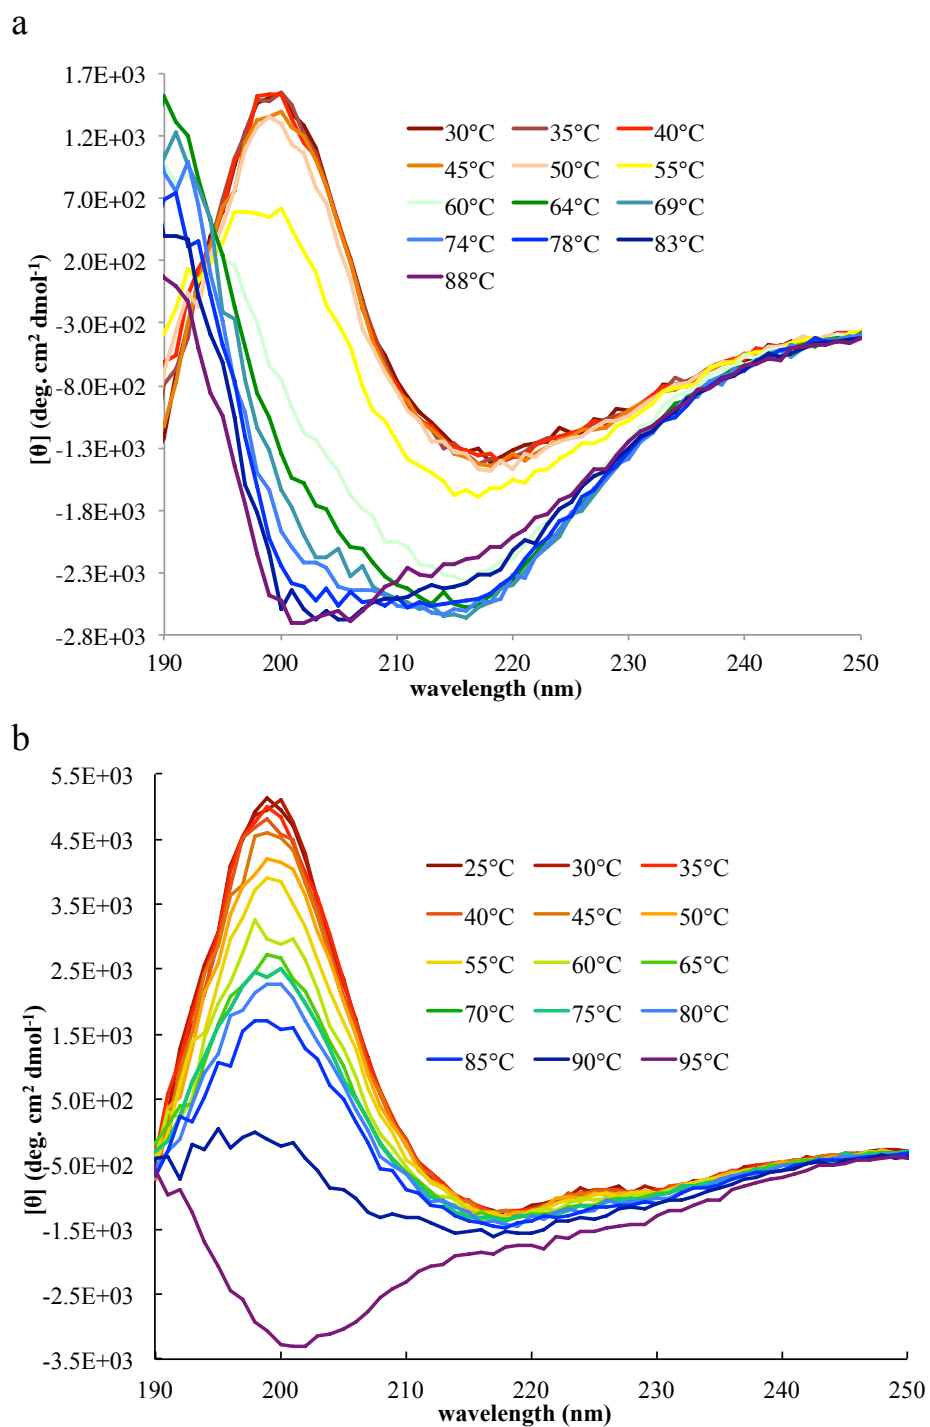 a
1.7E+03
1.2E+03
7.0E+02
2.0E+02
-3.0E+02
-8.0E+02
-1.3E+03
-1.8E+03
-2.3E+03
-2.8E+03
[θ] (deg. cm² dmol⁻¹)
30°C 35°C 40°C
45°C 50°C 55°C
60°C 64°C 69°C
74°C 78°C 83°C
88°C
190 200 210 220 230 240 250
wavelength (nm)
b
5.5E+03
4.5E+03
3.5E+03
2.5E+03
1.5E+03
5.0E+02
-5.0E+02
-1.5E+03
-2.5E+03
-3.5E+03
[θ] (deg. cm² dmol⁻¹)
25°C 30°C 35°C
40°C 45°C 50°C
55°C 60°C 65°C
70°C 75°C 80°C
85°C 90°C 95°C
190 200 210 220 230 240 250
wavelength (nm)